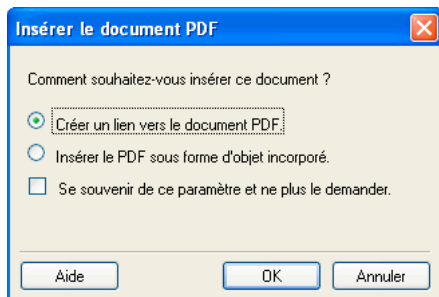 Insérer le document PDF
Comment souhaitez-vous insérer ce document ?
Créer un lien vers le document PDF.
Insérer le PDF sous forme d'objet incorporé.
Se souvenir de ce paramètre et ne plus le demander.
Aide
OK
Annuler